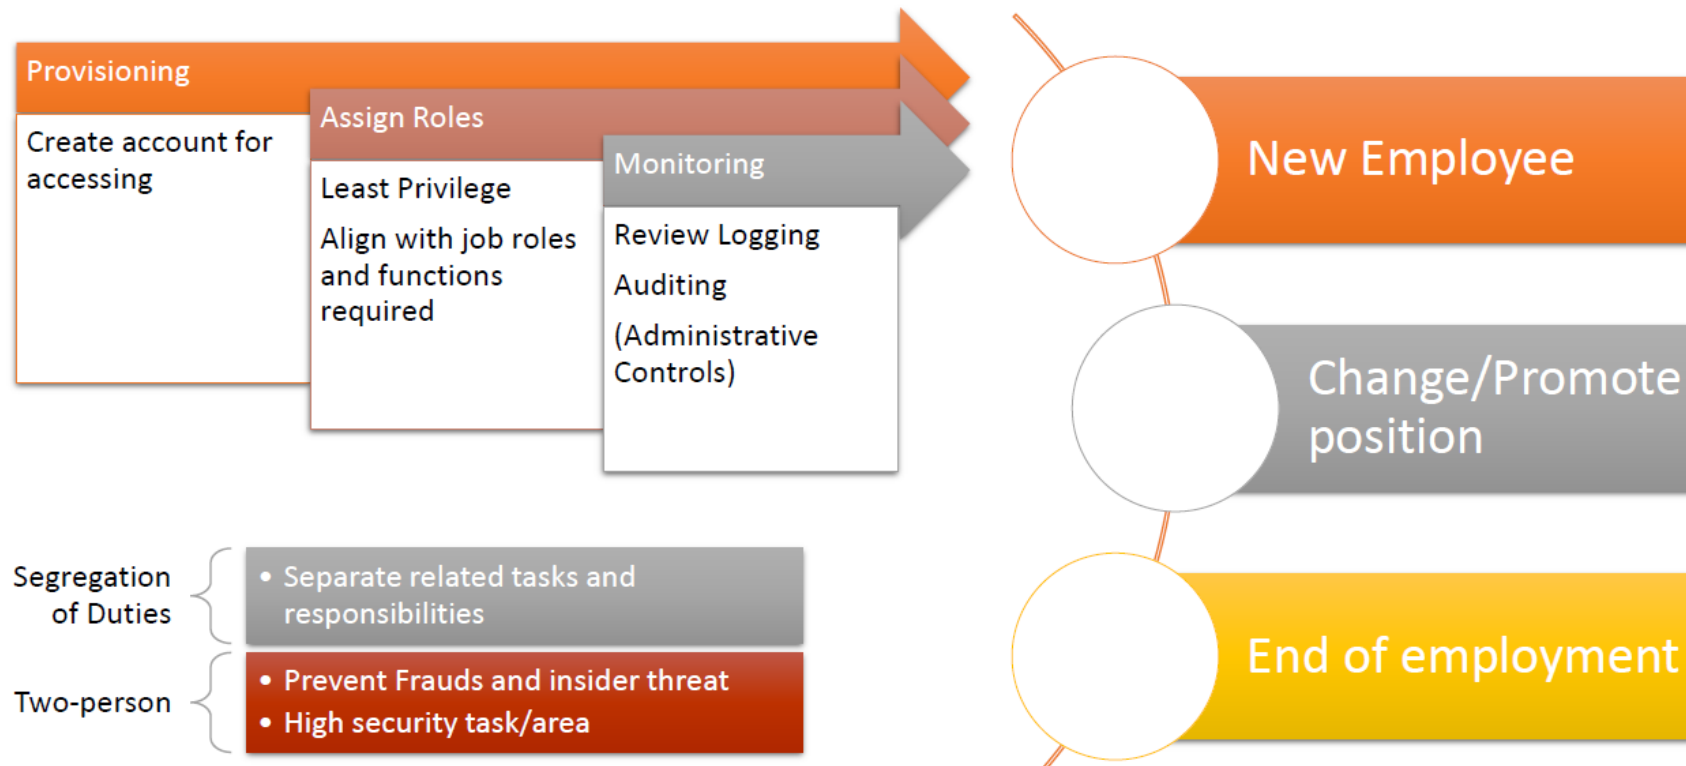 Provisioning
Create account for
accessing
Assign Roles
Least Privilege
Align with job roles
and functions
required
Monitoring
Review Logging
Auditing
(Administrative
Controls)
Segregation
of Duties
• Separate related tasks and
responsibilities
Two-person
• Prevent Frauds and insider threat
• High security task/area
New Employee
Change/Promote
position
End of employment